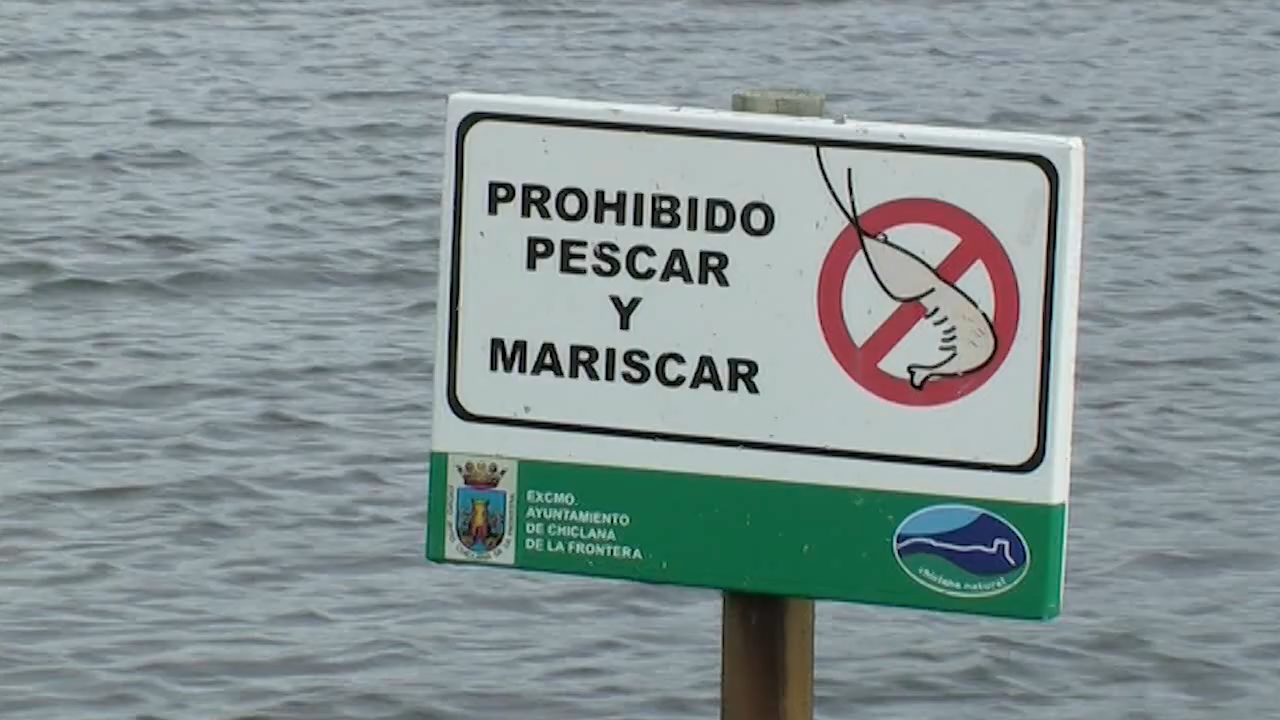 PROHIBIDO
PESCAR
Y
MARISCAR
EXCMO.
AYUNTAMIENTO
DE CHICLANA
DE LA FRONTERA
chiclana natural